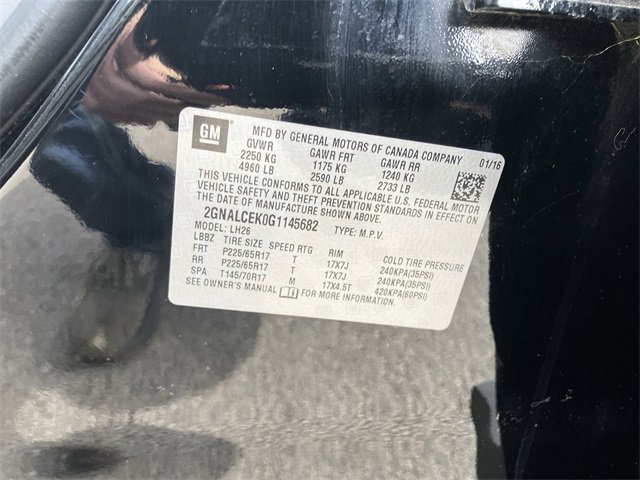 GM
MFD BY GENERAL MOTORS OF CANADA COMPANY
GVWR GAWR FRT GAWR RR 01/16
2250 KG 1175 KG 1240 KG
4960 LB 2590 LB 2733 LB
THIS VEHICLE CONFORMS TO ALL APPLICABLE U.S. FEDERAL MOTOR
VEHICLE SAFETY AND THEFT PREVENTION STANDARDS IN EFFECT ON
THE DATE OF MANUFACTURE SHOWN ABOVE.
2GNALCEK0G1145682 TYPE: M.P.V.
MODEL: LH26
LBBZ TIRE SIZE SPEED RTG RIM COLD TIRE PRESSURE
FRT P225/65R17 T 17X7J 240KPA(35PSI)
RR P225/65R17 T 17X7J 240KPA(35PSI)
SPA T145/70R17 M 17X4.5T 420KPA(60PSI)
SEE OWNER'S MANUAL FOR MORE INFORMATION.